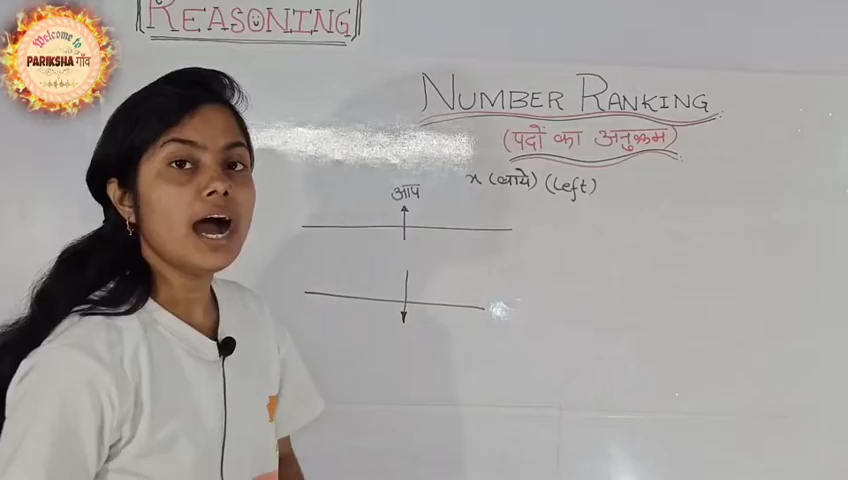 REASONING
Welcome to
PARIKSHA गाँव
NUMBER RANKING
(पदों का अनुक्रम)
आप
x (बाये) (Left)